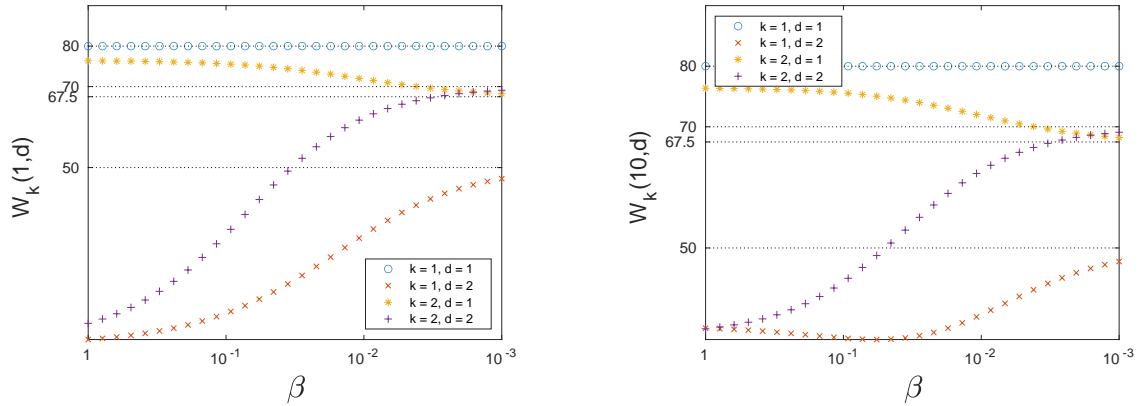 80
70
67.5
50
W_k(1,d)
1
10^-1
10^-2
10^-3
β
k = 1, d = 1
k = 1, d = 2
k = 2, d = 1
k = 2, d = 2
80
70
67.5
50
W_k(10,d)
1
10^-1
10^-2
10^-3
β
k = 1, d = 1
k = 1, d = 2
k = 2, d = 1
k = 2, d = 2